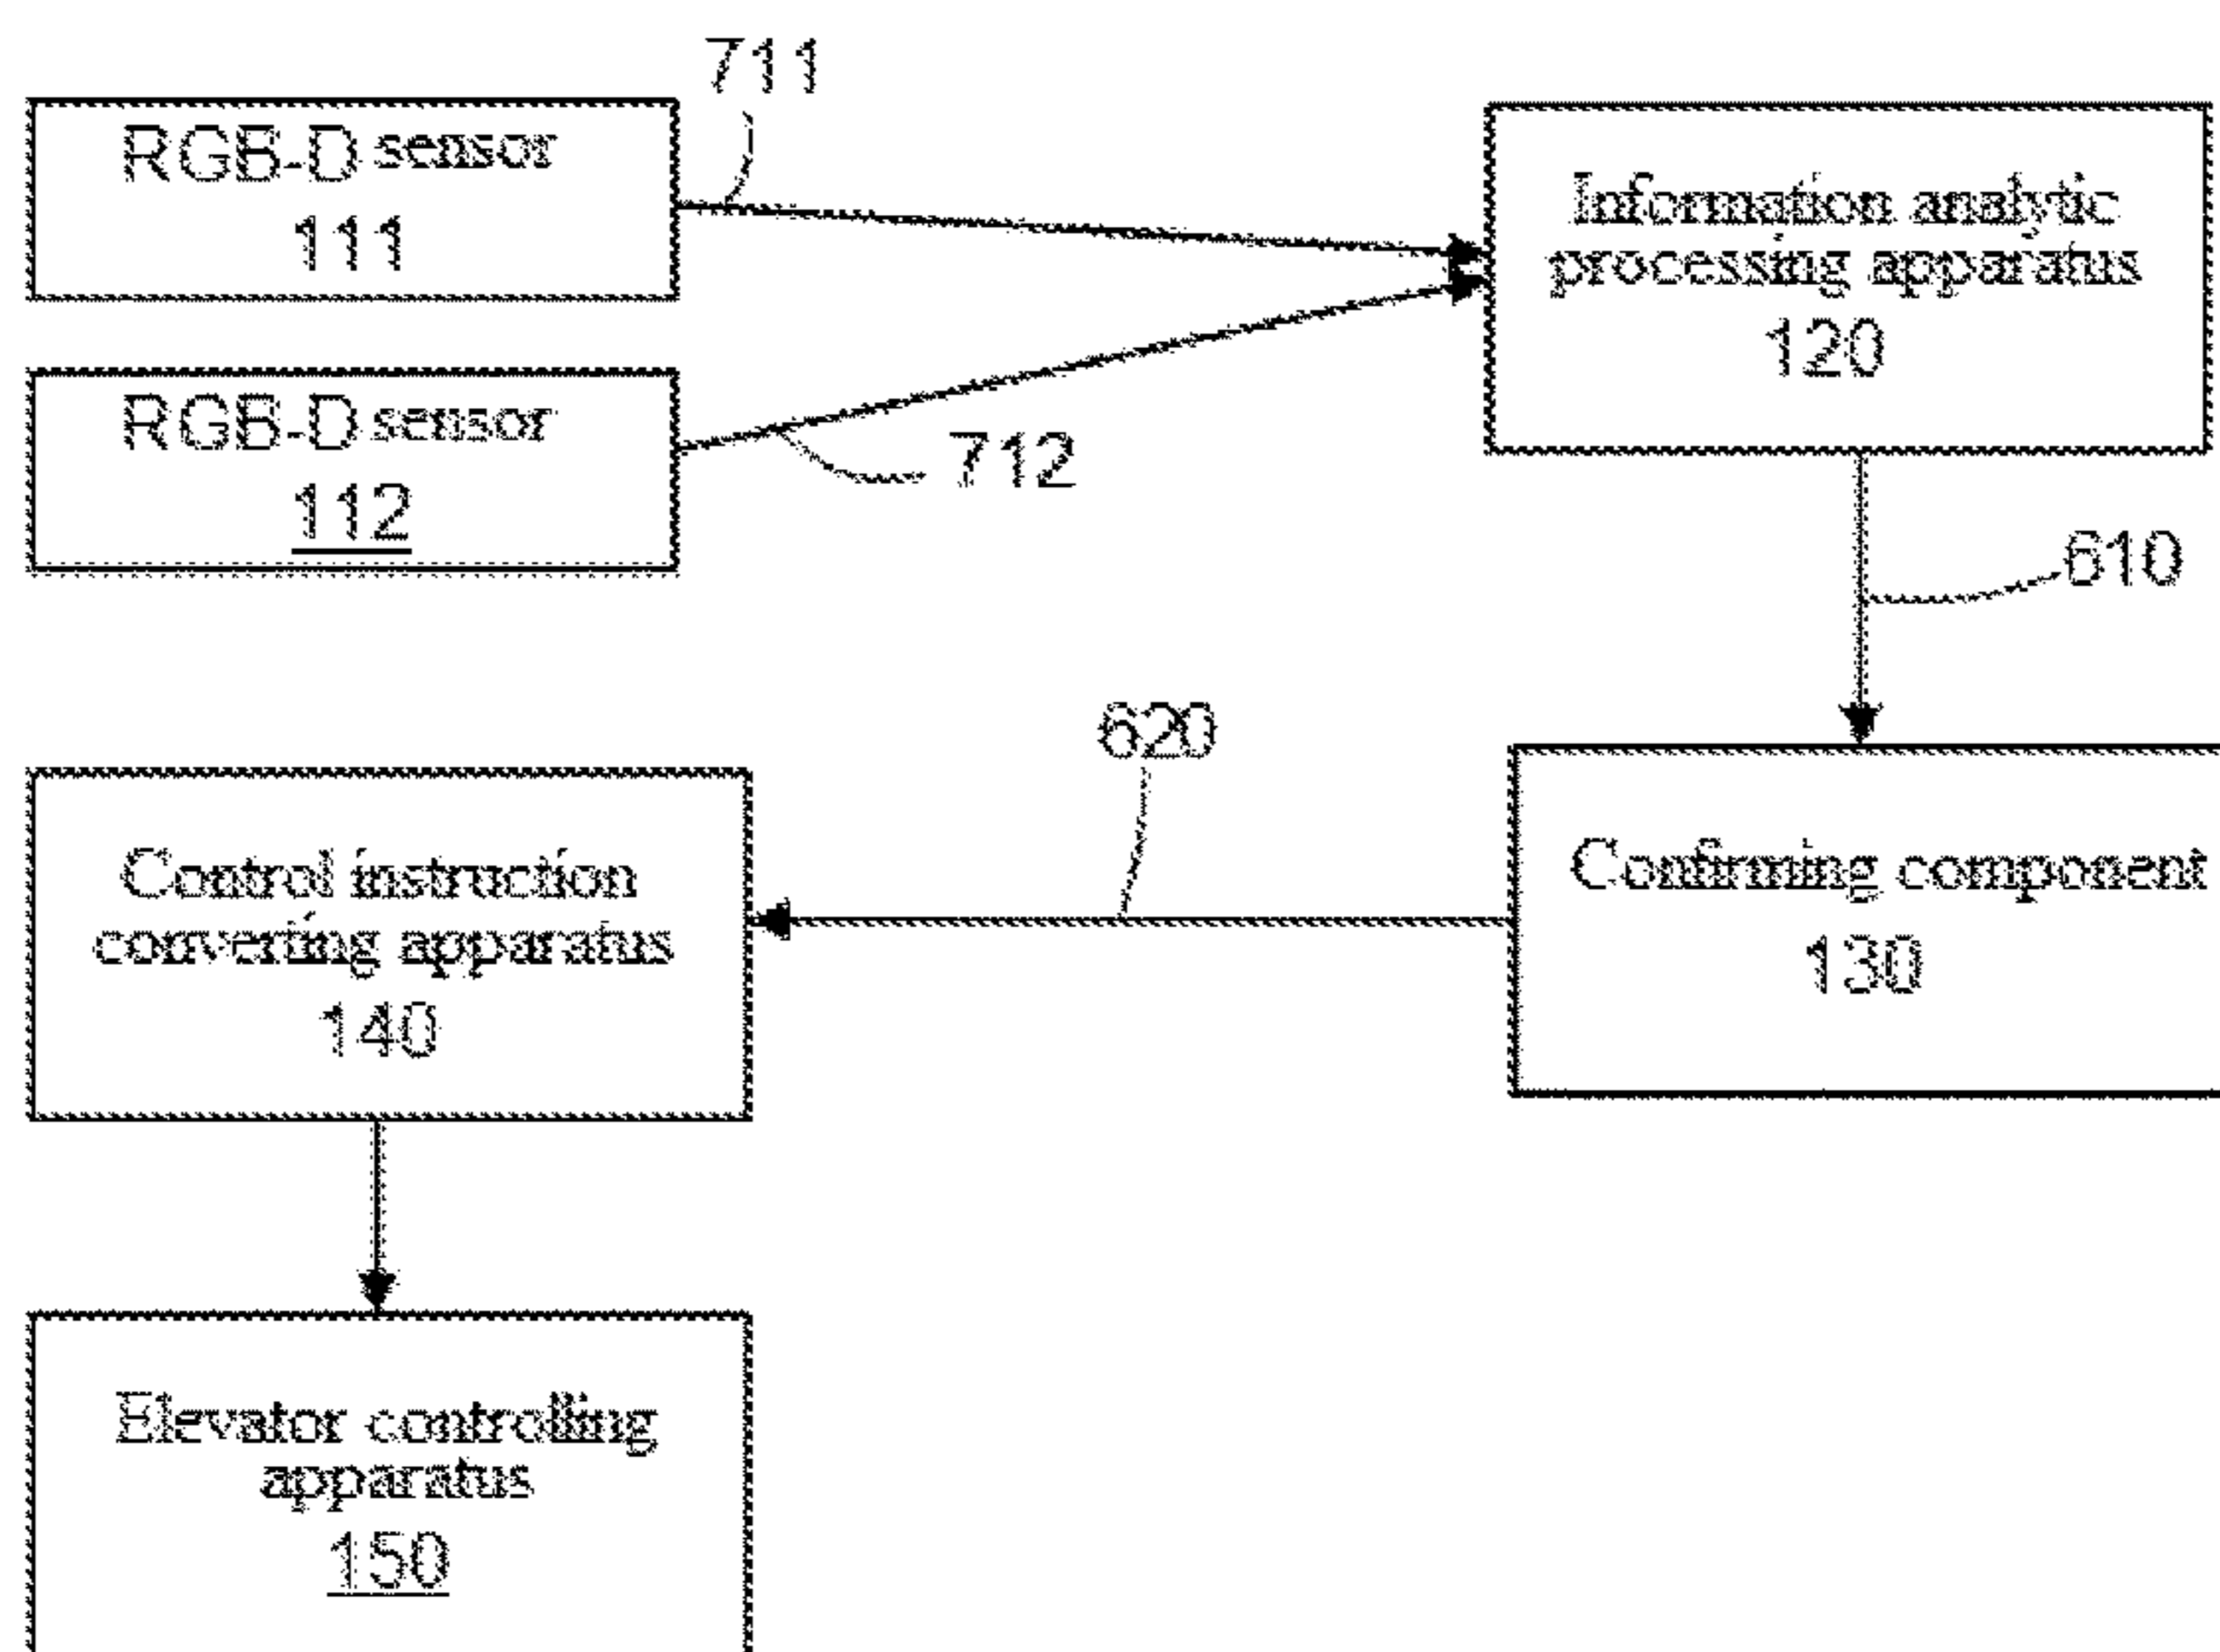 711
RGB-D sensor
111
Information analytic
processing apparatus
120
RGB-D sensor
112
712
610
620
Control instruction
converting apparatus
140
Confirming component
130
Elevator controlling
apparatus
150